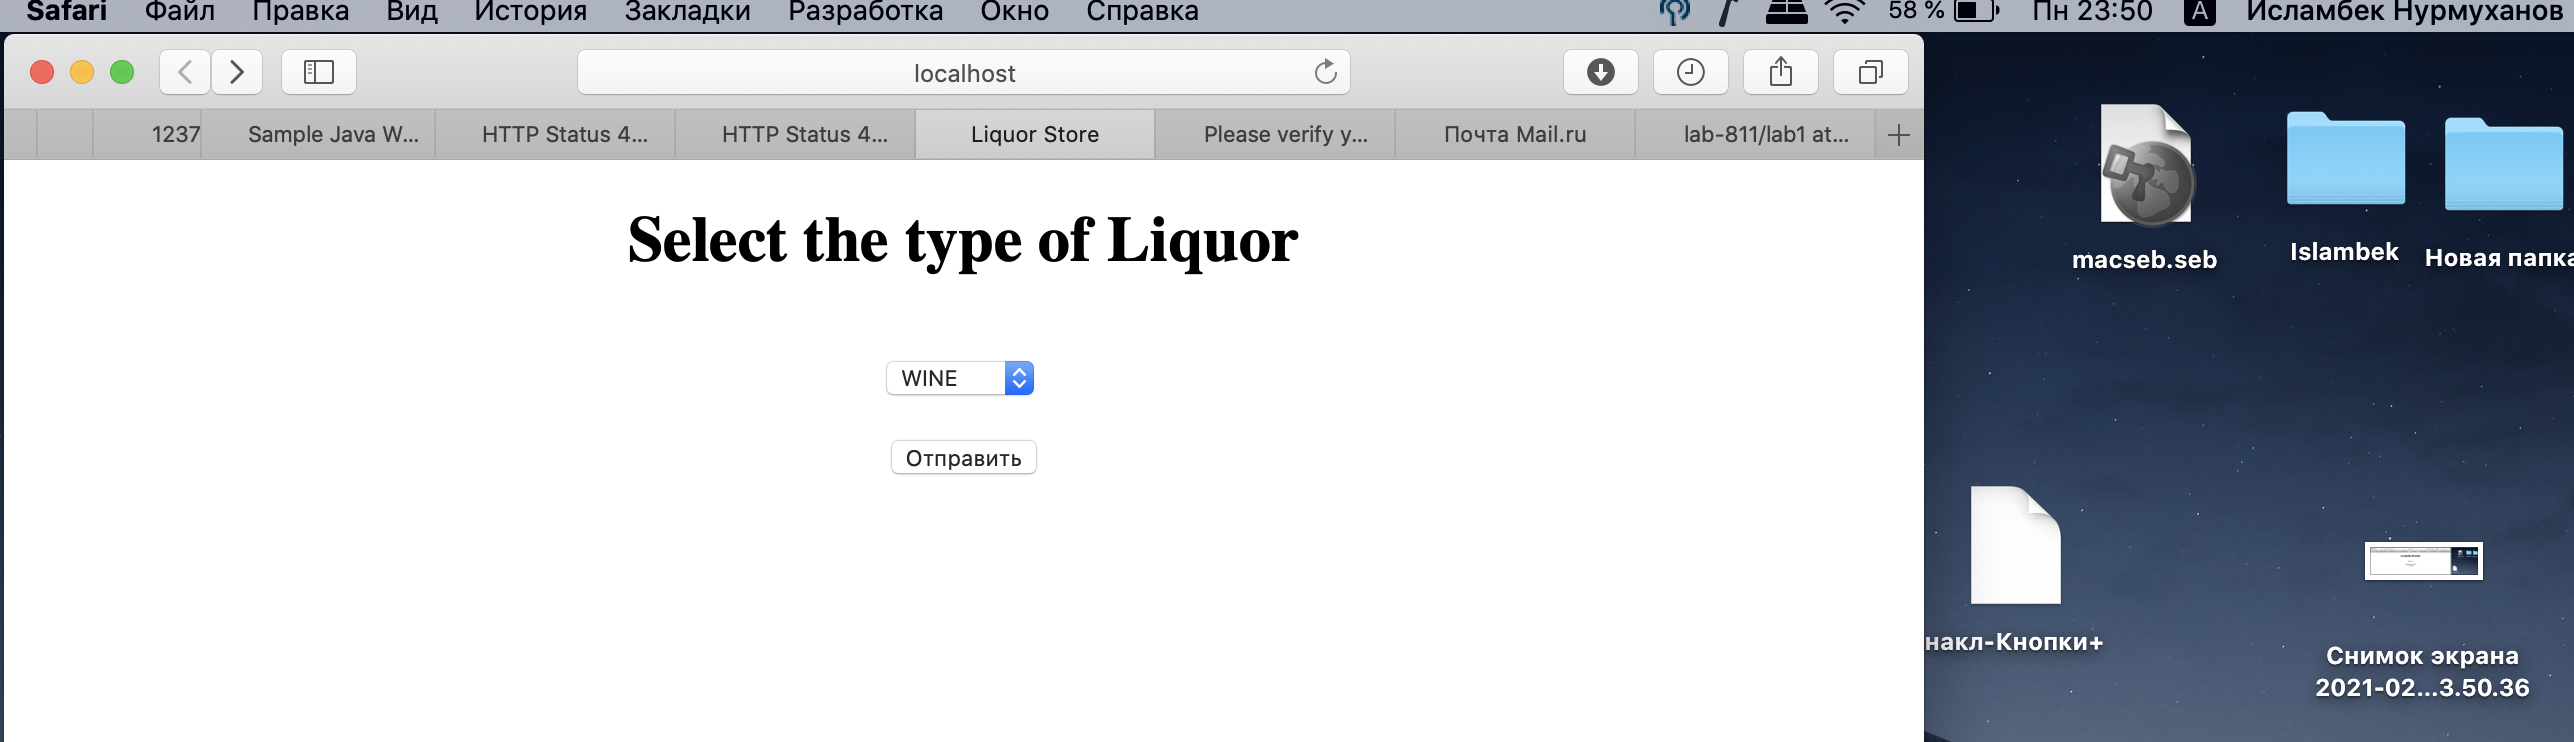 Safari Файл Правка Вид История Закладки Разработка Окно Справка 58 % Пн 23:50 A Исламбек Нурмуханов
localhost
1237 Sample Java W... HTTP Status 4... HTTP Status 4... Liquor Store Please verify y... Почта Mail.ru lab-811/lab1 at...
Select the type of Liquor
WINE
Отправить
macseb.seb
Islambek
Новая папка
накл-Кнопки+
Снимок экрана
2021-02...3.50.36